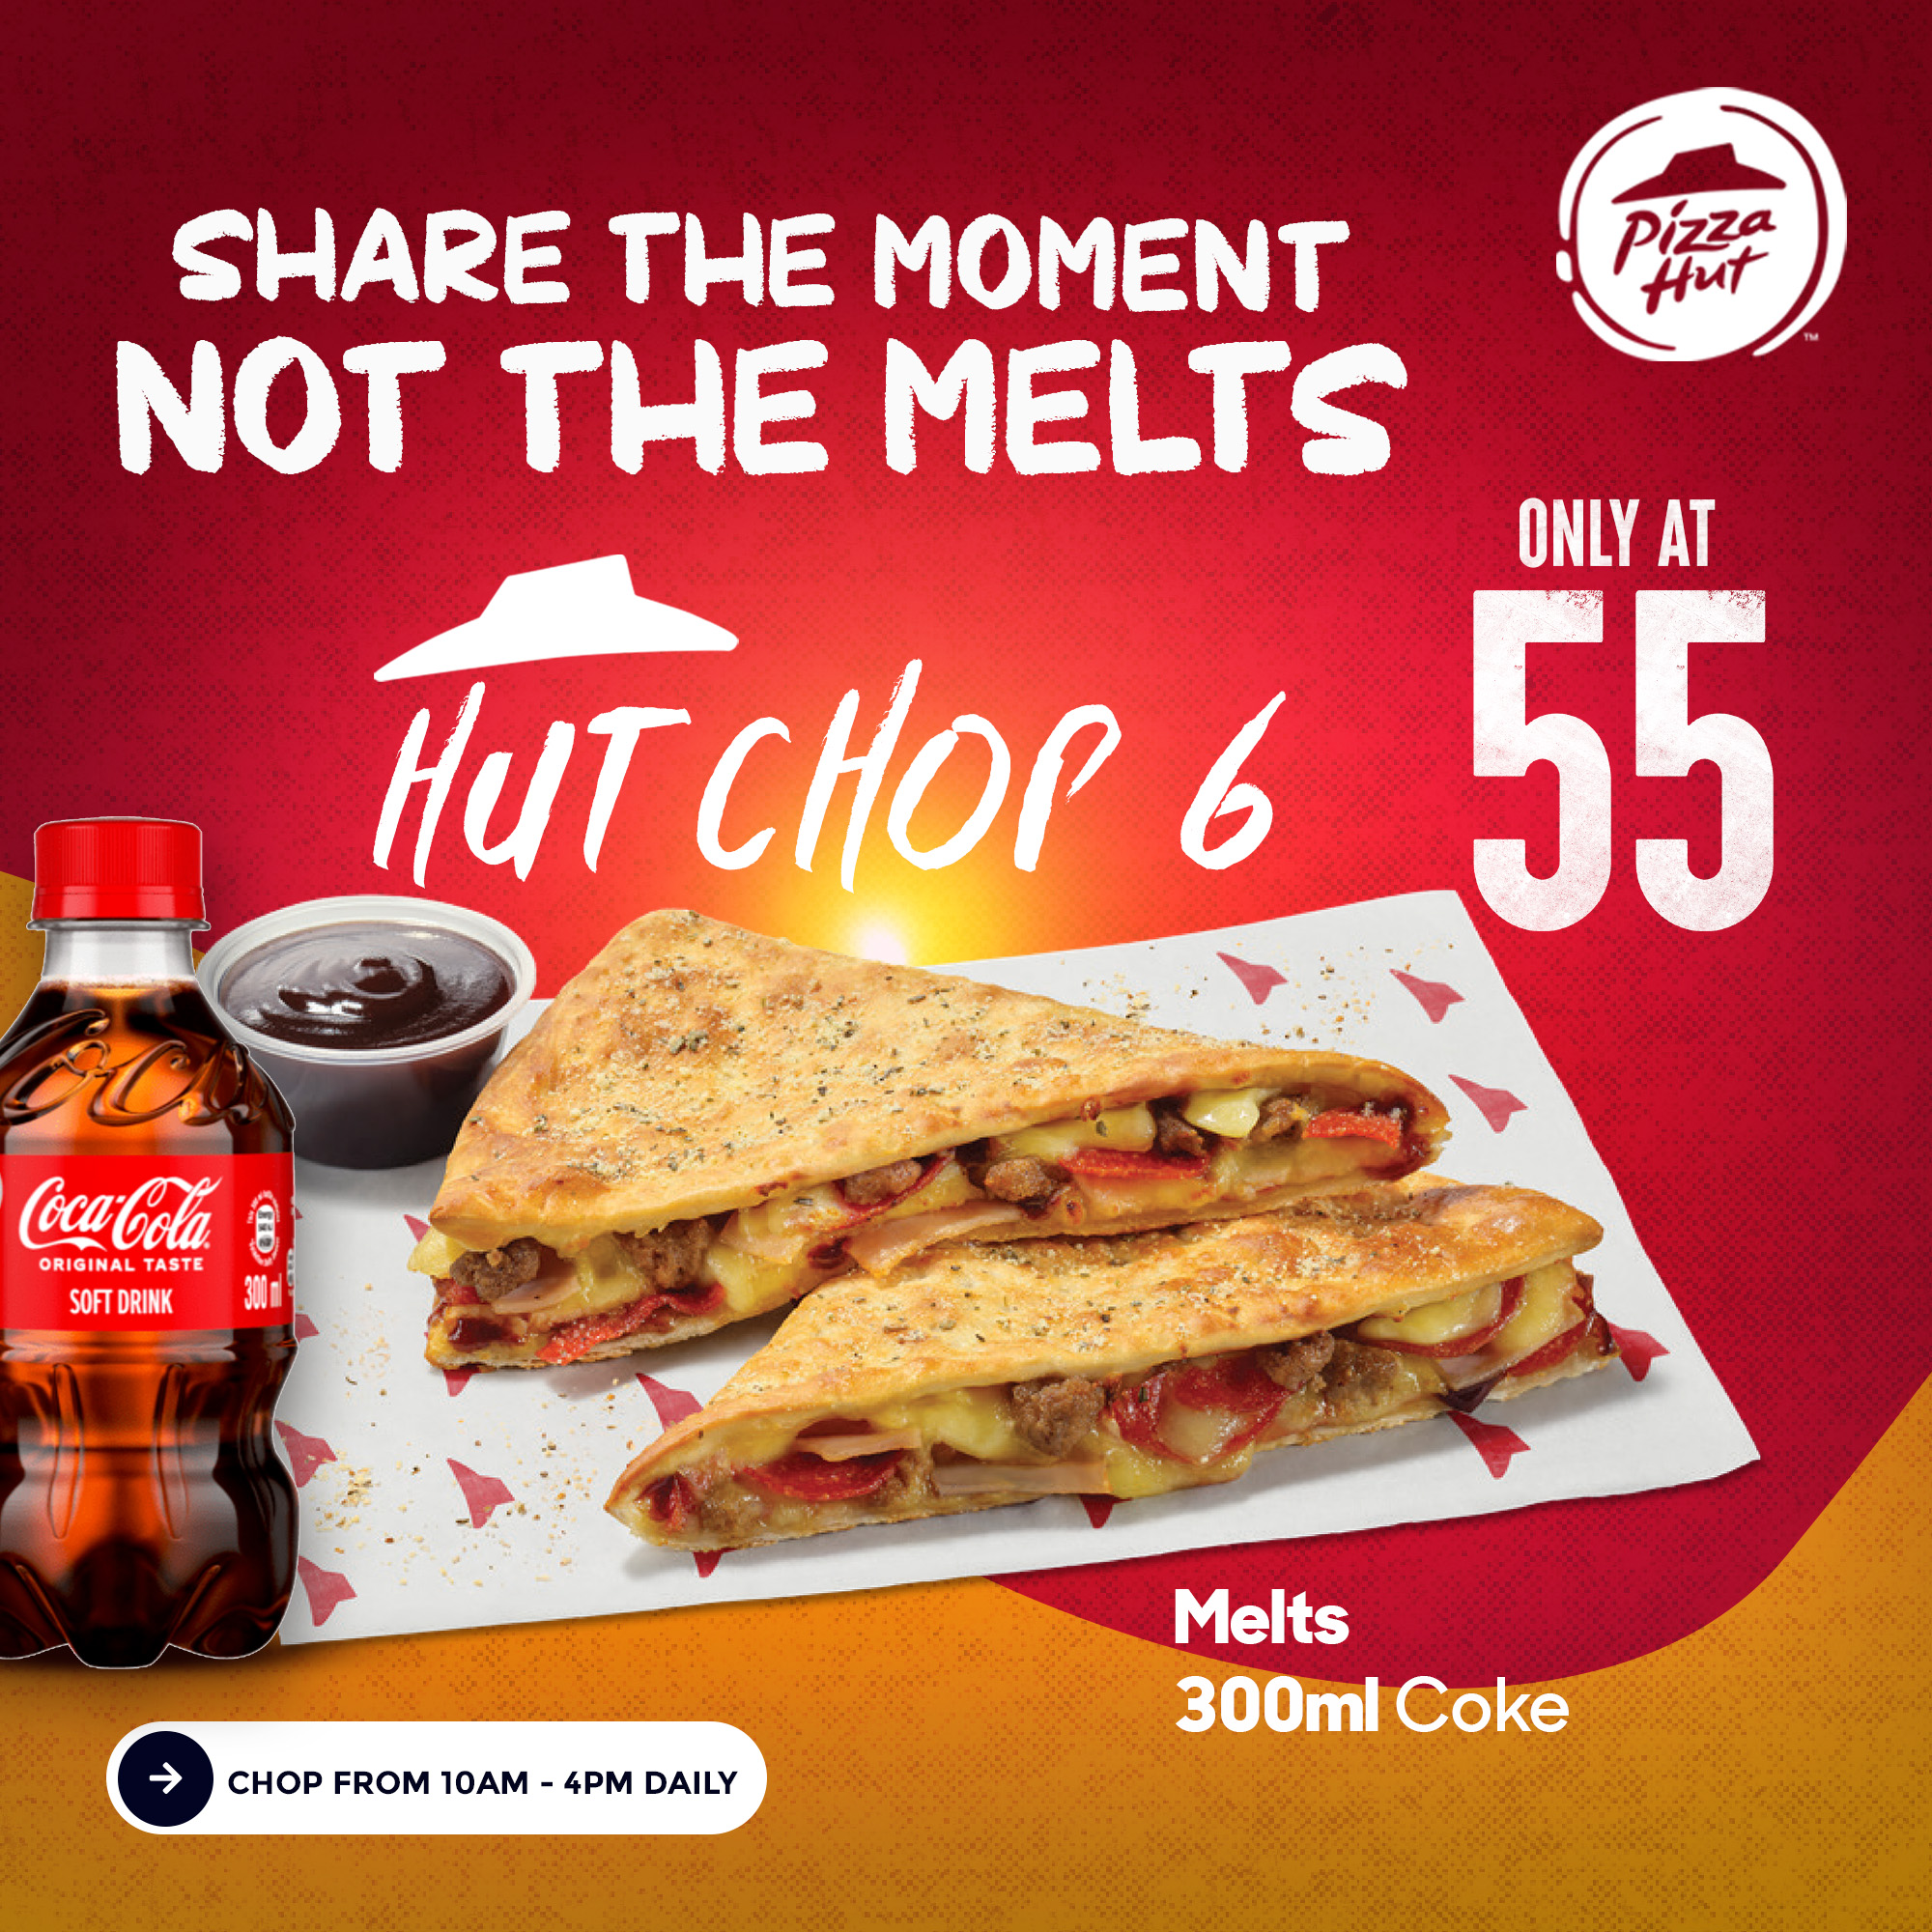 SHARE THE MOMENT
NOT THE MELTS
Pizza
Hut
TM
ONLY AT
55
HUT CHOP 6
Coca-Cola
ORIGINAL TASTE
SOFT DRINK
300 ml
Melts
300ml Coke
CHOP FROM 10AM - 4PM DAILY